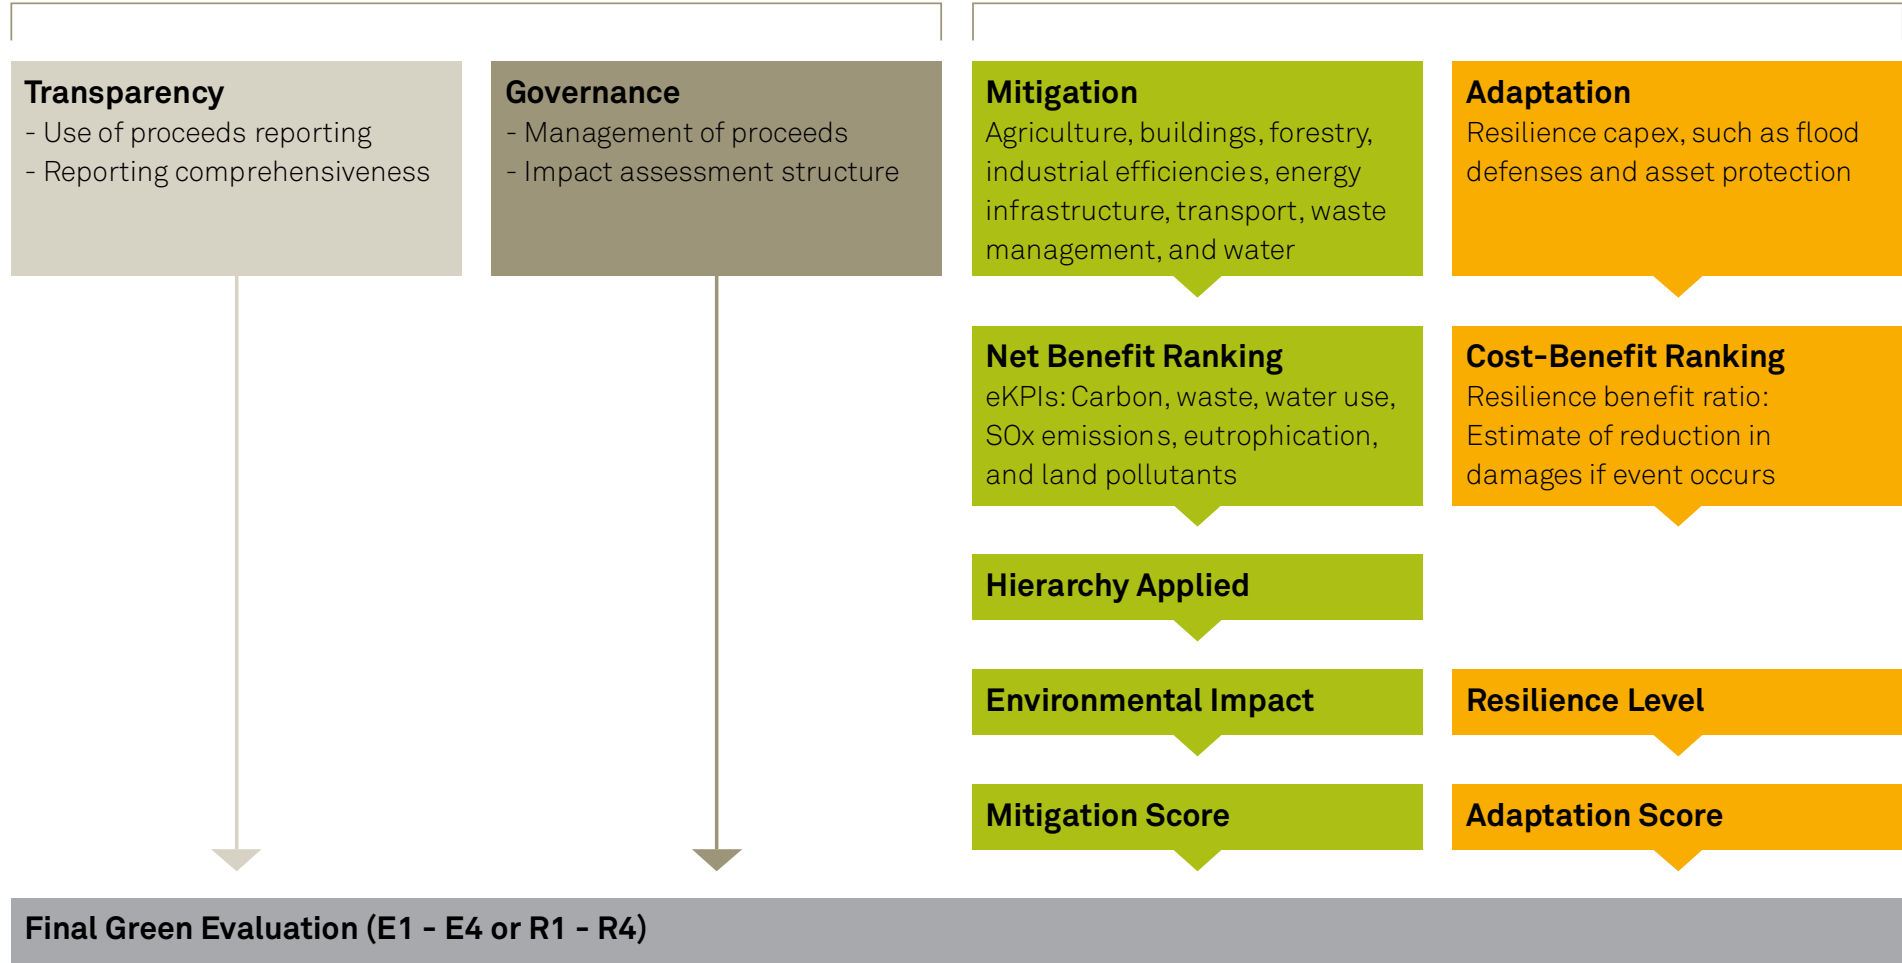 Transparency
- Use of proceeds reporting
- Reporting comprehensiveness
Governance
- Management of proceeds
- Impact assessment structure
Mitigation
Agriculture, buildings, forestry,
industrial efficiencies, energy
infrastructure, transport, waste
management, and water
Adaptation
Resilience capex, such as flood
defenses and asset protection
Net Benefit Ranking
eKPIs: Carbon, waste, water use,
SOx emissions, eutrophication,
and land pollutants
Cost-Benefit Ranking
Resilience benefit ratio:
Estimate of reduction in
damages if event occurs
Hierarchy Applied
Environmental Impact
Resilience Level
Mitigation Score
Adaptation Score
Final Green Evaluation (E1 - E4 or R1 - R4)